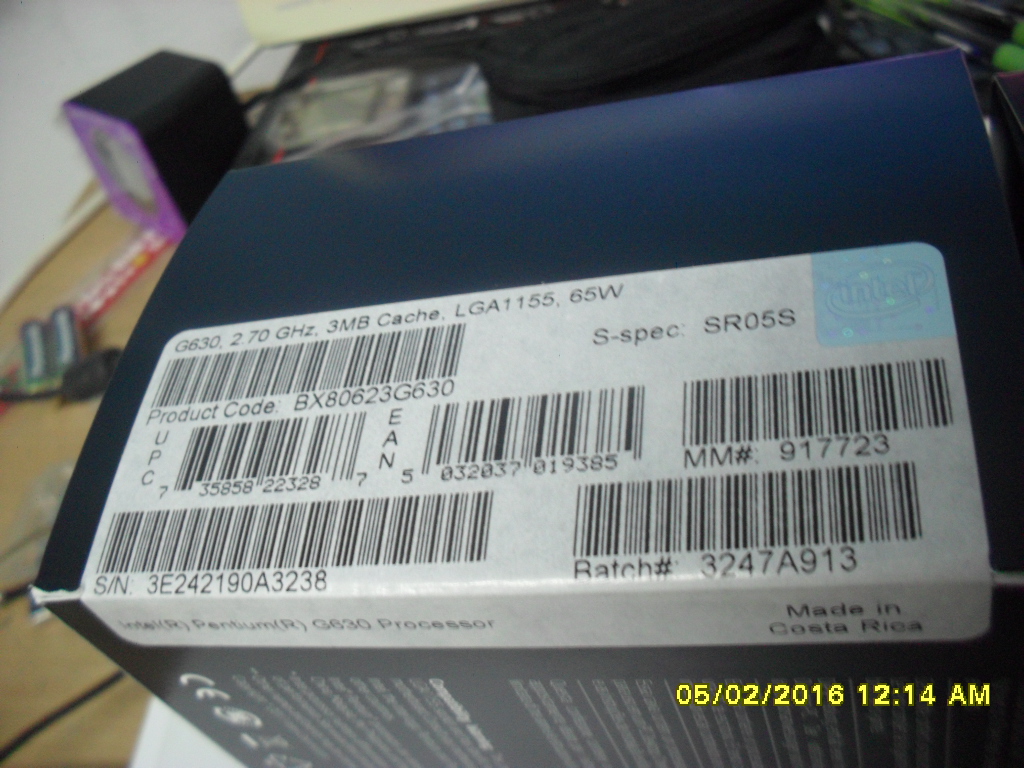 G630, 2.70 GHz, 3MB Cache, LGA1155, 65W
intel
S-spec: SR05S
Product Code: BX80623G630
UPC
7 35858 22328 7
EAN
5 032037 019385
MM#: 917723
S/N: 3E242190A3238
Batch#: 3247A913
Intel(R) Pentium(R) G630 Processor
Made in
Costa Rica
CE
05/02/2016 12:14 AM